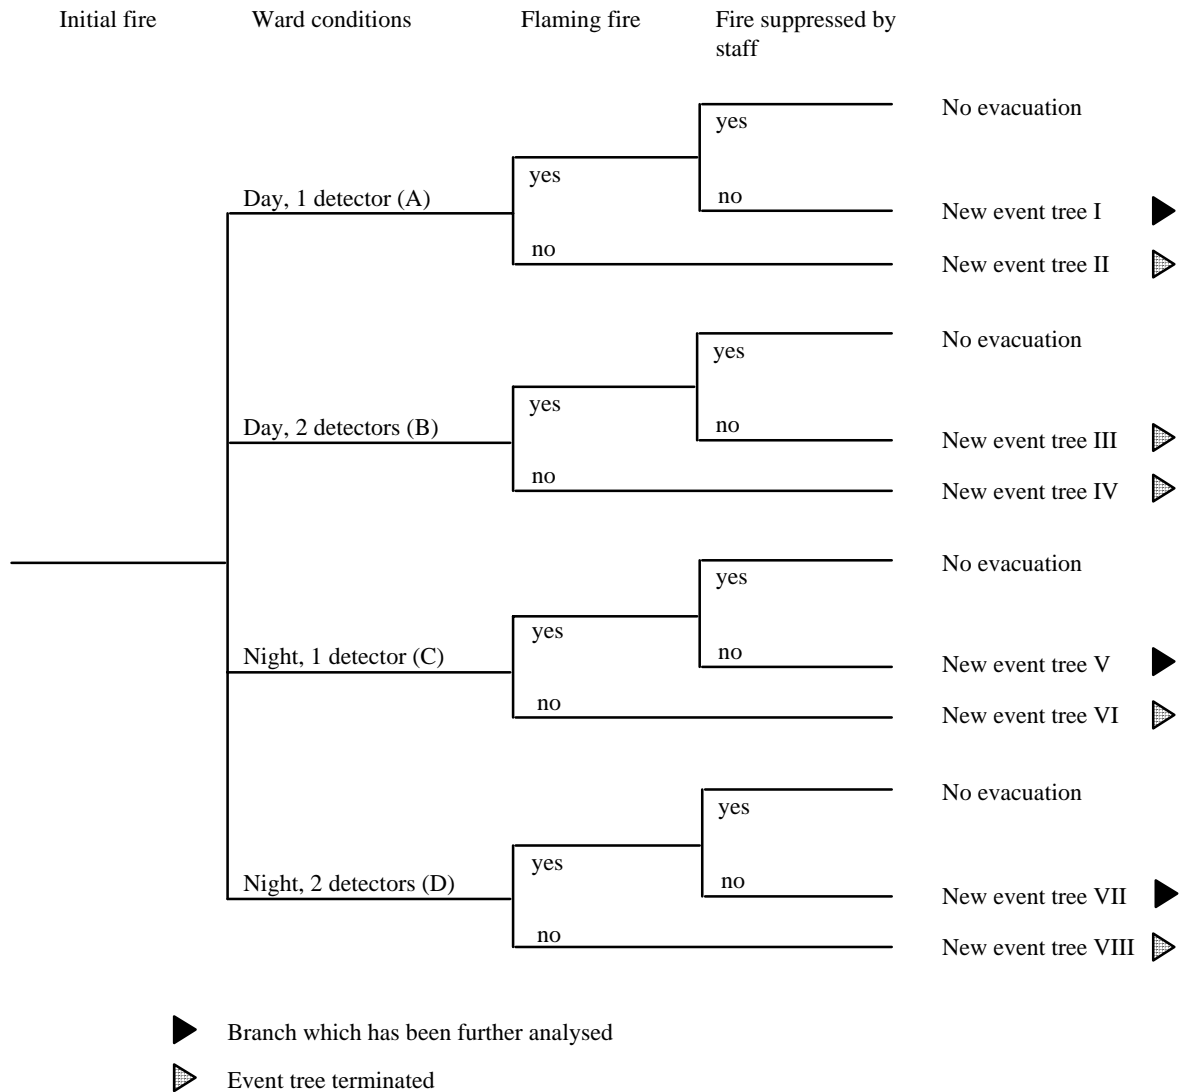 Initial fire
Ward conditions
Flaming fire
Fire suppressed by
staff
No evacuation
yes
yes
Day, 1 detector (A)
no
New event tree I
no
New event tree II
No evacuation
yes
yes
Day, 2 detectors (B)
no
New event tree III
no
New event tree IV
No evacuation
yes
yes
Night, 1 detector (C)
no
New event tree V
no
New event tree VI
No evacuation
yes
yes
Night, 2 detectors (D)
no
New event tree VII
no
New event tree VIII
Branch which has been further analysed
Event tree terminated